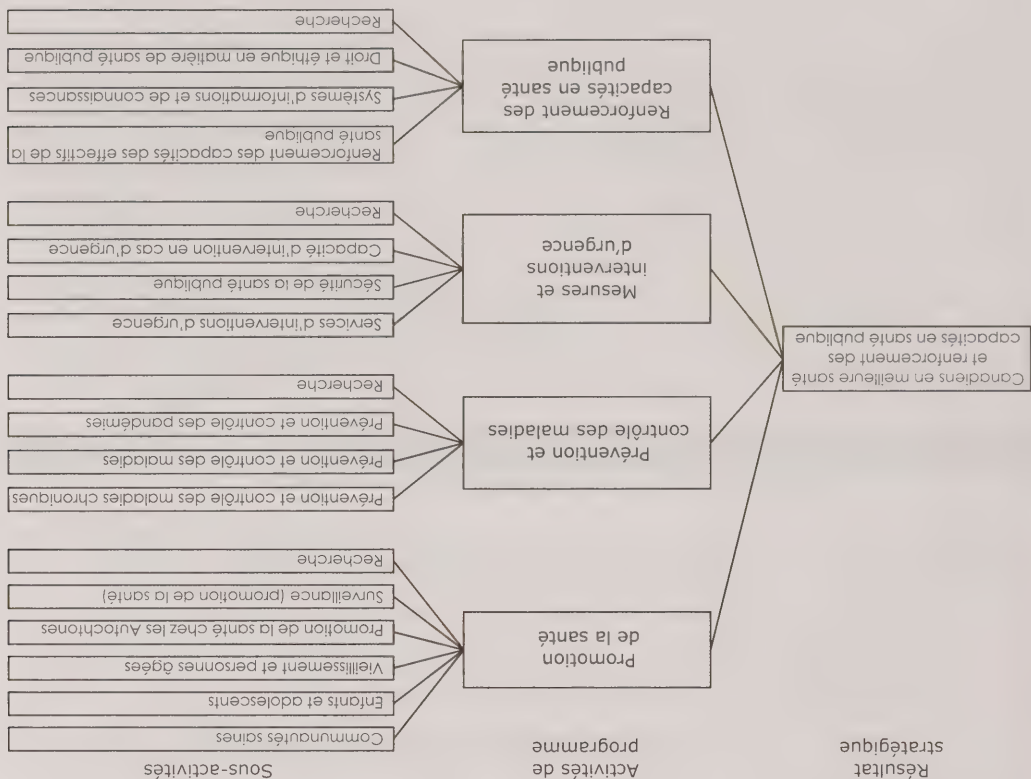 Résultat
stratégique
Activités de
programme
Sous-activités
Canadiens en meilleure santé
et renforcement des
capacités en santé publique
Promotion
de la santé
Communautés saines
Enfants et adolescents
Vieillissement et personnes âgées
Promotion de la santé chez les Autochtones
Surveillance (promotion de la santé)
Recherche
Prévention et
contrôle des maladies
Prévention et contrôle des maladies chroniques
Prévention et contrôle des maladies
Prévention et contrôle des pandémies
Recherche
Mesures et
interventions
d'urgence
Services d'interventions d'urgence
Sécurité de la santé publique
Capacité d'intervention en cas d'urgence
Recherche
Renforcement des
capacités en santé
publique
Renforcement des capacités des effectifs de la
santé publique
Systèmes d'informations et de connaissances
Droit et éthique en matière de santé publique
Recherche